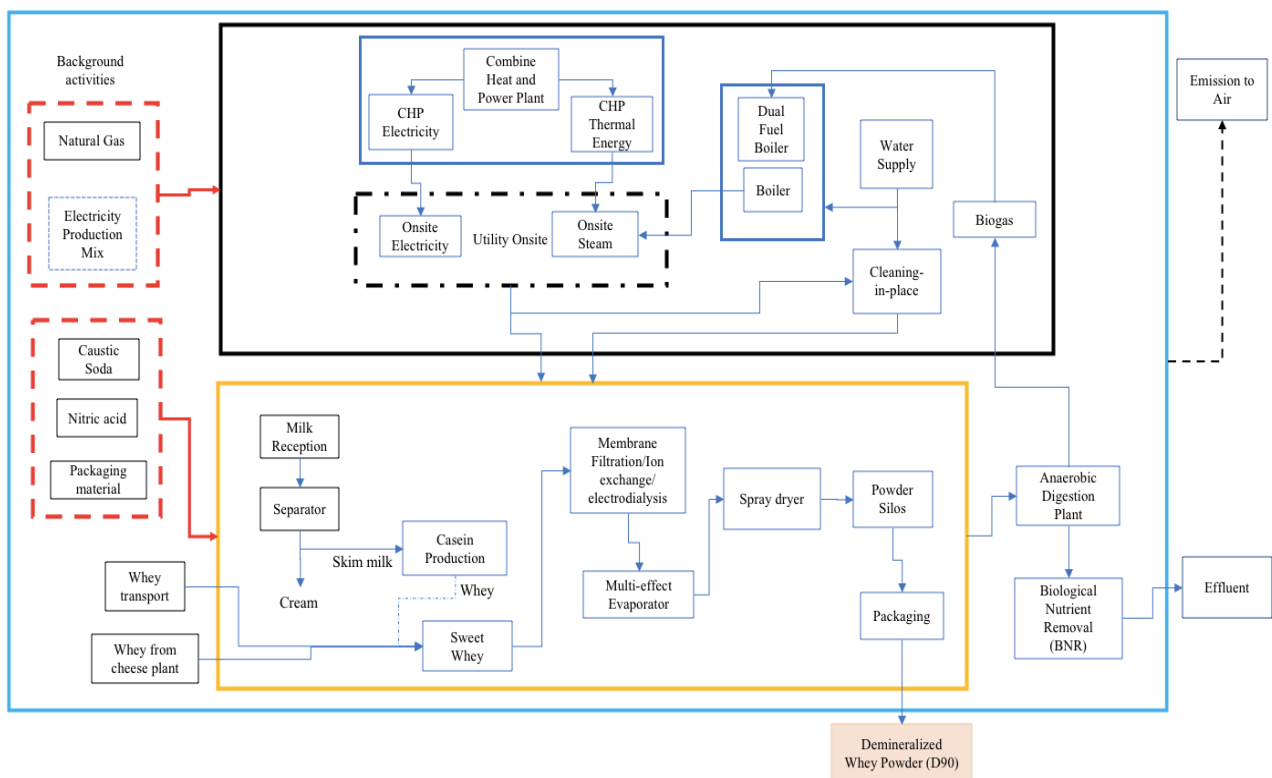 Background
activities
Natural Gas
Electricity
Production
Mix
Caustic
Soda
Nitric acid
Packaging
material
Whey
transport
Whey from
cheese plant
Combine
Heat and
Power Plant
CHP
Electricity
CHP
Thermal
Energy
Onsite
Electricity
Utility Onsite
Onsite
Steam
Dual
Fuel
Boiler
Boiler
Water
Supply
Cleaning-
in-place
Biogas
Emission to
Air
Milk
Reception
Separator
Skim milk
Cream
Casein
Production
Whey
Sweet
Whey
Membrane
Filtration/Ion
exchange/
electrodialysis
Multi-effect
Evaporator
Spray dryer
Powder
Silos
Packaging
Anaerobic
Digestion
Plant
Biological
Nutrient
Removal
(BNR)
Effluent
Demineralized
Whey Powder (D90)